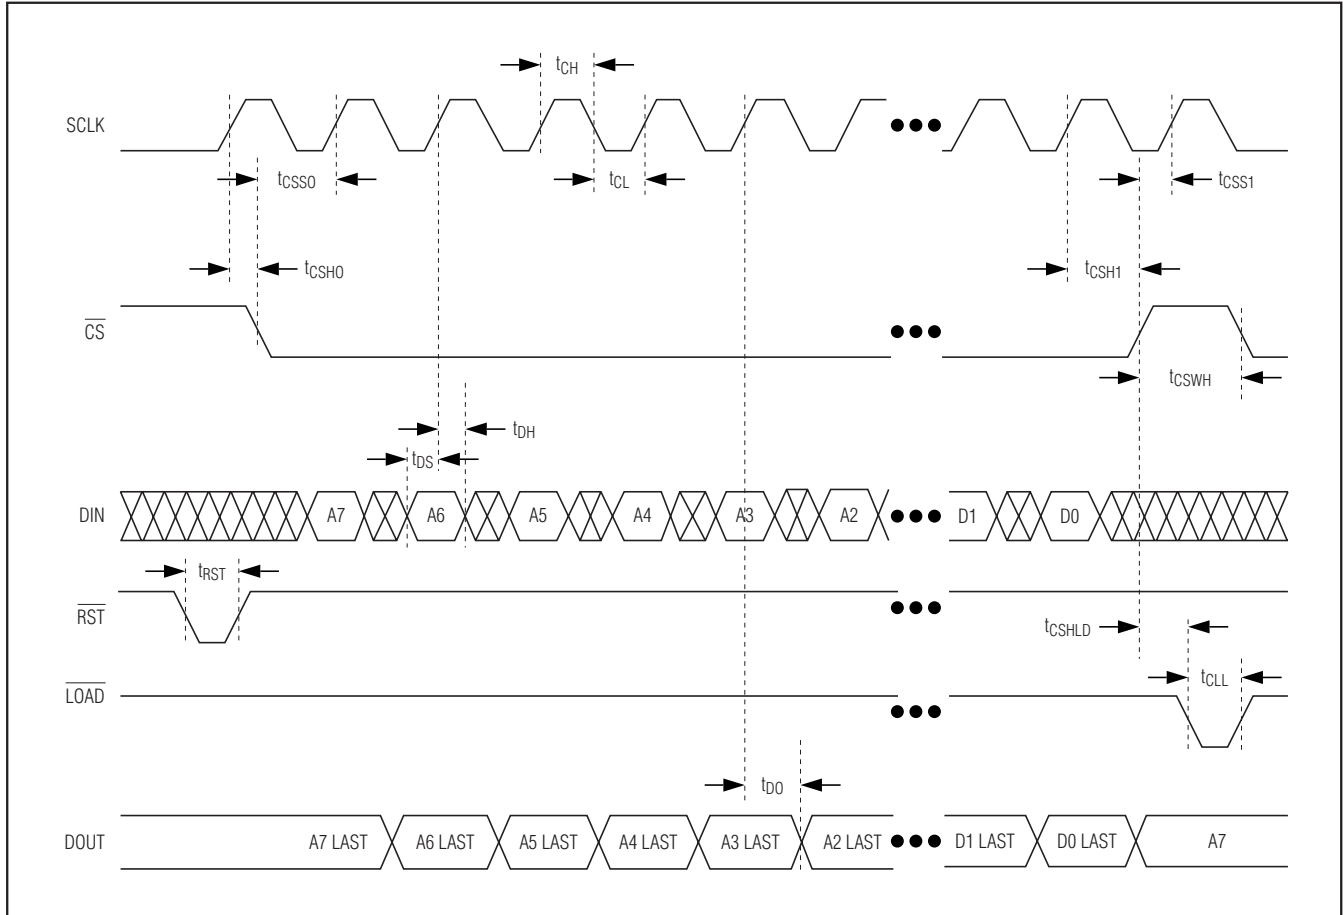 tCH
SCLK
tCSS0
tCL
tCSS1
tCSH0
tCSH1
CS
tCSWH
tDH
tDS
DIN A7 A6 A5 A4 A3 A2 D1 D0
tRST
RST
tCSHLD
LOAD
tCLL
tDO
DOUT A7 LAST A6 LAST A5 LAST A4 LAST A3 LAST A2 LAST D1 LAST D0 LAST A7